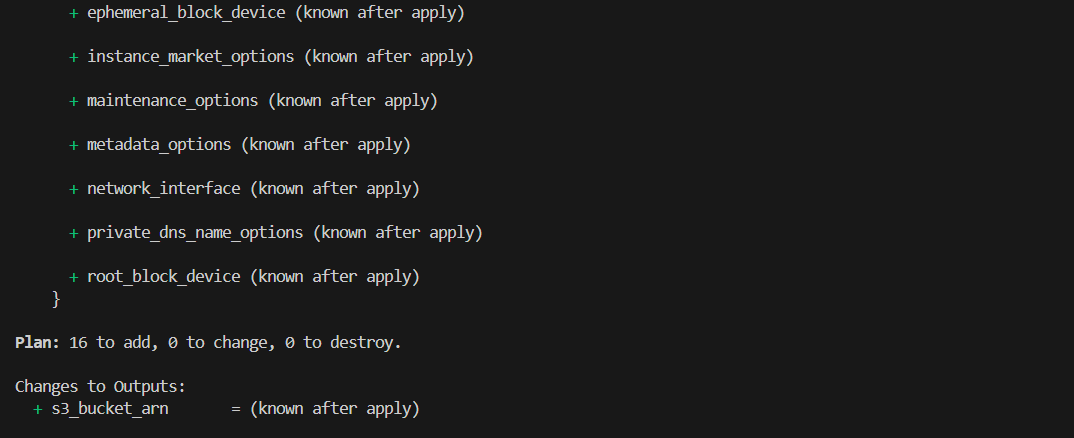 + ephemeral_block_device (known after apply)
+ instance_market_options (known after apply)
+ maintenance_options (known after apply)
+ metadata_options (known after apply)
+ network_interface (known after apply)
+ private_dns_name_options (known after apply)
+ root_block_device (known after apply)
}
Plan: 16 to add, 0 to change, 0 to destroy.
Changes to Outputs:
+ s3_bucket_arn       = (known after apply)